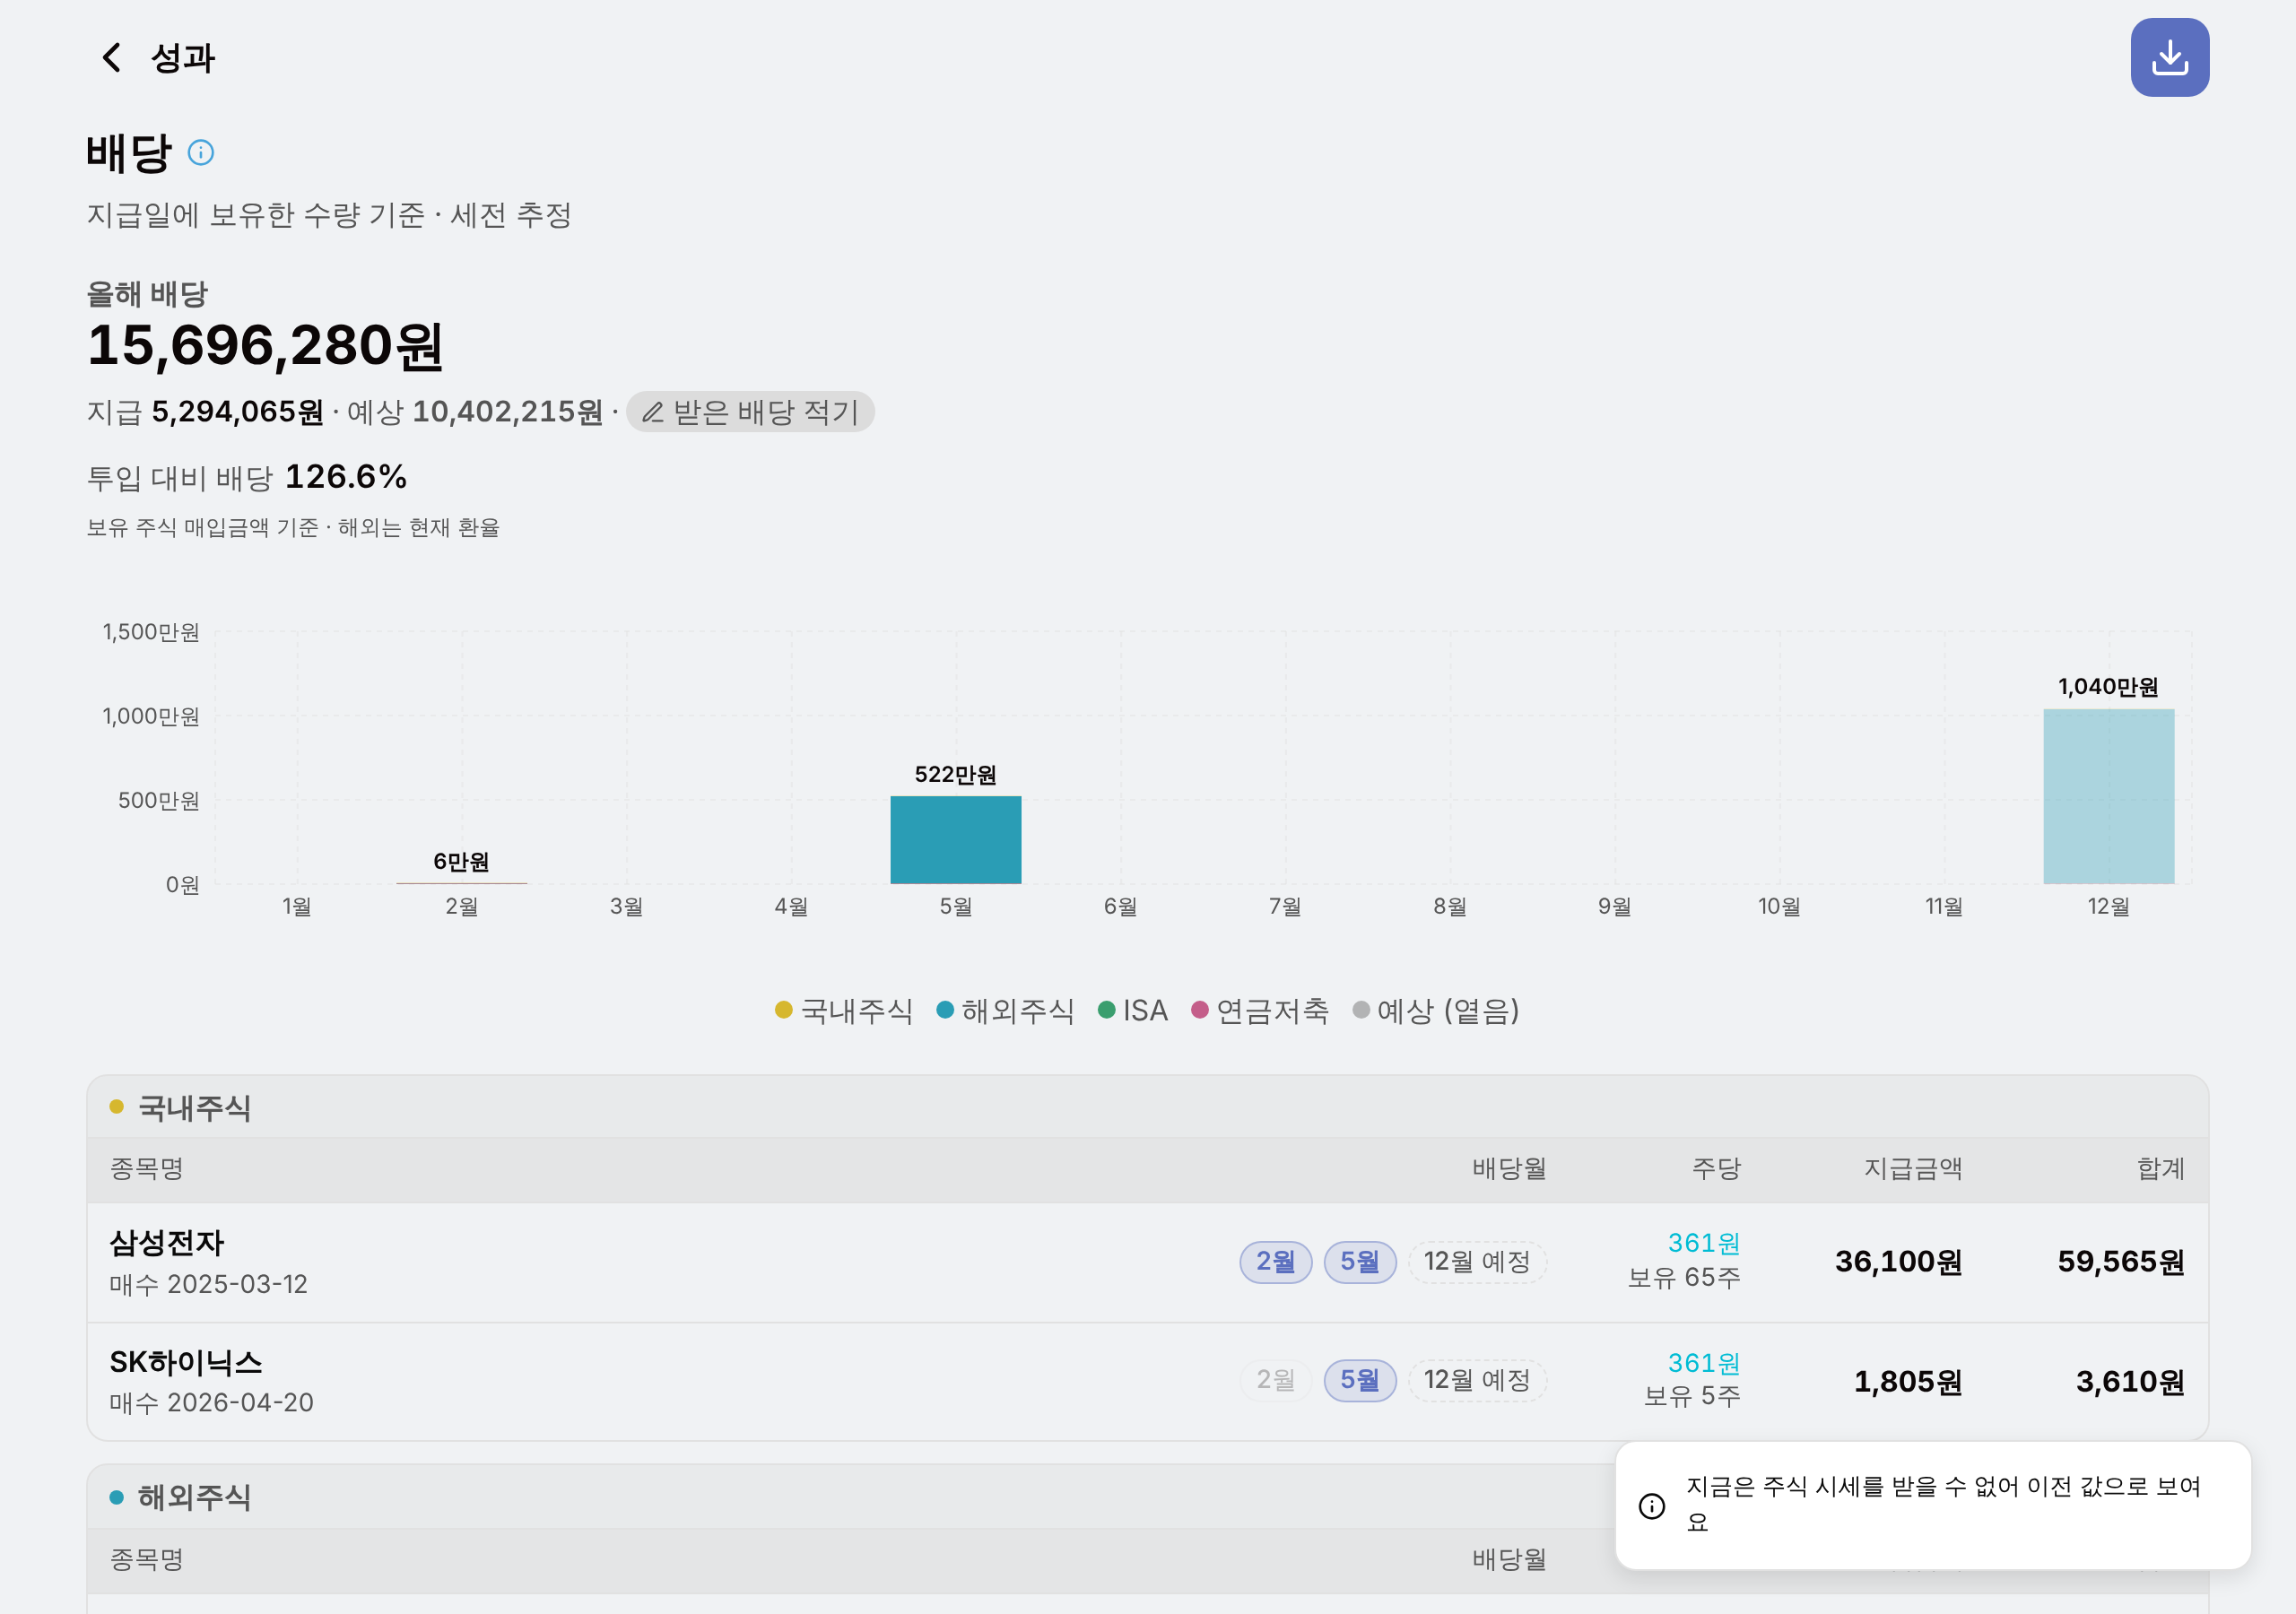 성과
배당
지급일에 보유한 수량 기준 · 세전 추정
올해 배당
15,696,280원
지급 5,294,065원 · 예상 10,402,215원 · 받은 배당 적기
투입 대비 배당 126.6%
보유 주식 매입금액 기준 · 해외는 현재 환율
1,500만원
1,000만원
500만원
0원
6만원
522만원
1,040만원
1월 2월 3월 4월 5월 6월 7월 8월 9월 10월 11월 12월
국내주식 해외주식 ISA 연금저축 예상 (옅음)
국내주식
종목명 배당월 주당 지급금액 합계
삼성전자 2월 5월 12월 예정 361원 36,100원 59,565원
매수 2025-03-12 보유 65주
SK하이닉스 2월 5월 12월 예정 361원 1,805원 3,610원
매수 2026-04-20 보유 5주
해외주식
종목명 배당월
지금은 주식 시세를 받을 수 없어 이전 값으로 보여
요